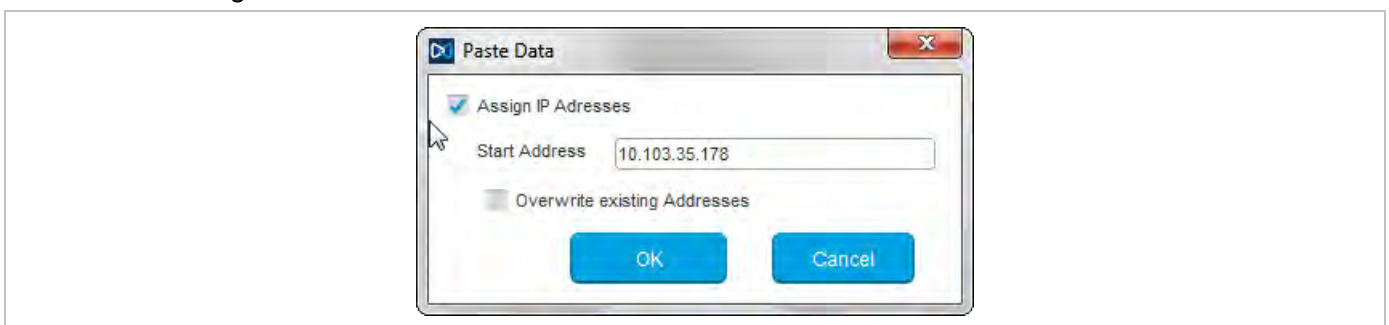 Paste Data
Assign IP Adresses
Start Address 10.103.35.178
Overwrite existing Addresses
OK Cancel